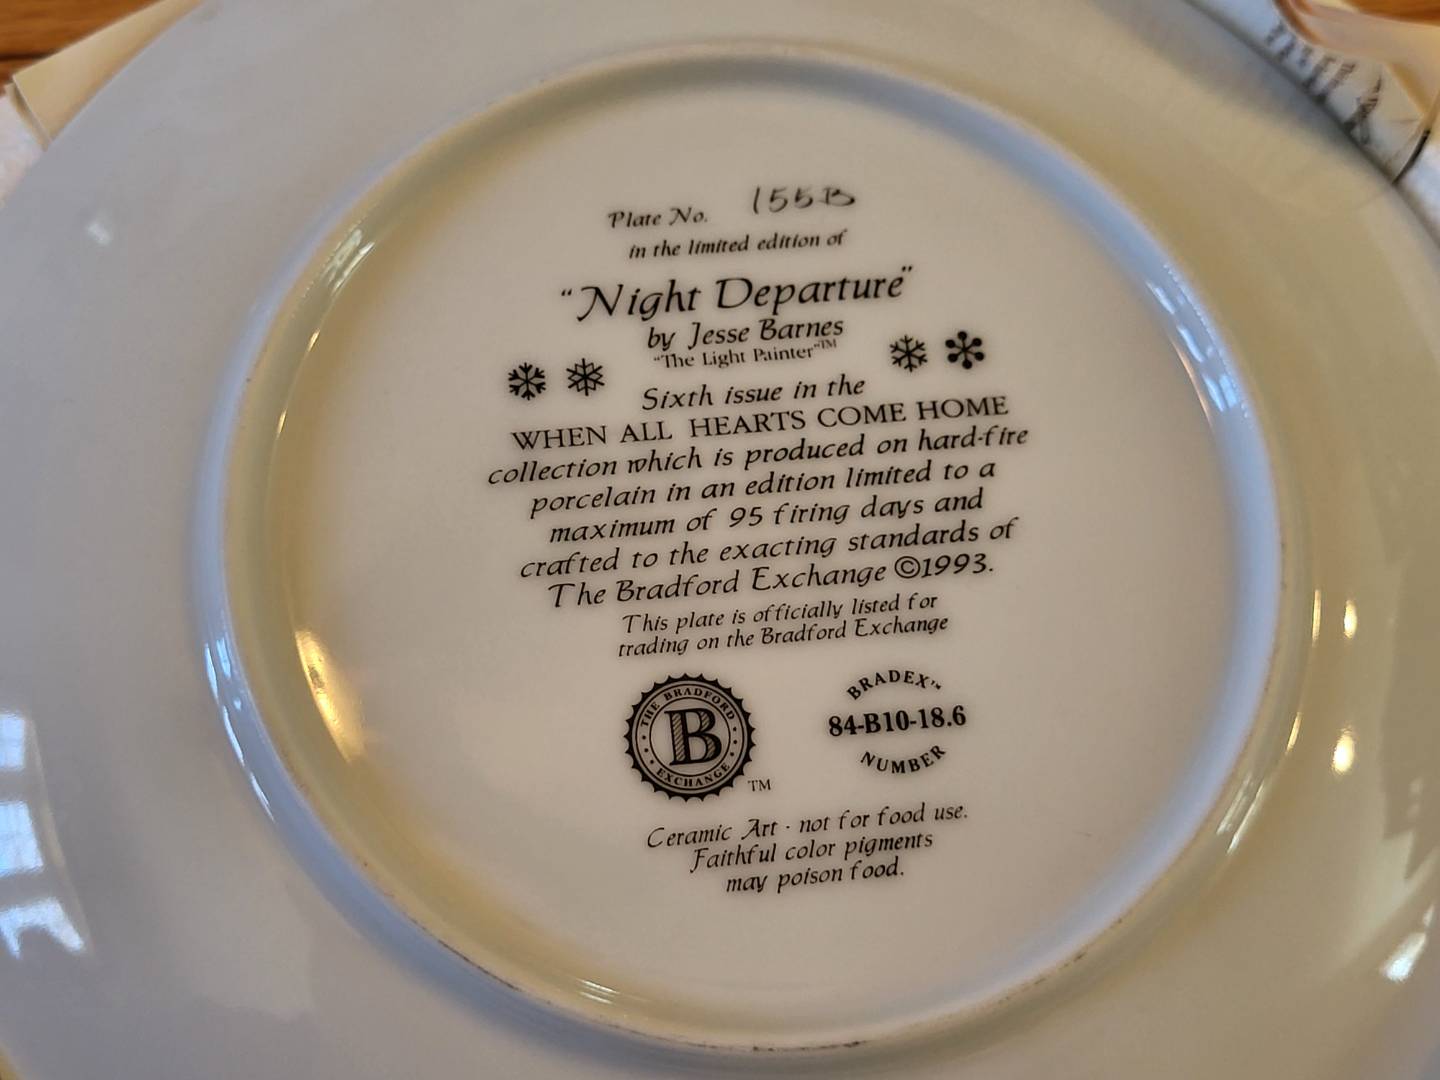 Plate No. 155B
in the limited edition of
"Night Departure"
by Jesse Barnes
"The Light Painter"™
Sixth issue in the
WHEN ALL HEARTS COME HOME
collection which is produced on hard-fire
porcelain in an edition limited to a
maximum of 95 firing days and
crafted to the exacting standards of
The Bradford Exchange ©1993.
This plate is officially listed for
trading on the Bradford Exchange
THE BRADFORD
B
EXCHANGE
™
BRADEX™
84-B10-18.6
NUMBER
Ceramic Art · not for food use.
Faithful color pigments
may poison food.